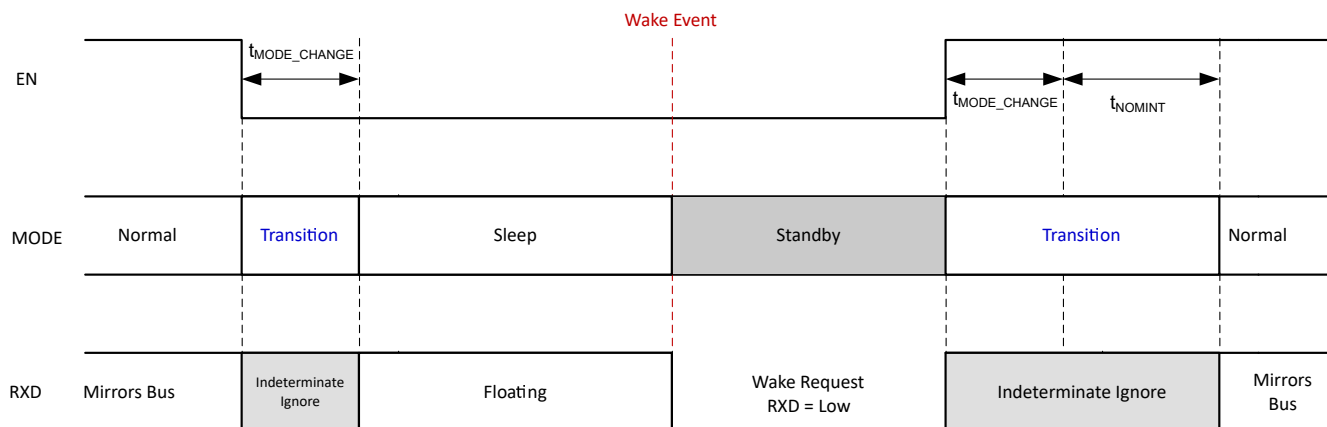 Wake Event
tMODE_CHANGE
EN
tMODE_CHANGE
tNOMINT
MODE
Normal
Transition
Sleep
Standby
Transition
Normal
RXD
Mirrors Bus
Indeterminate
Ignore
Floating
Wake Request
RXD = Low
Indeterminate Ignore
Mirrors
Bus